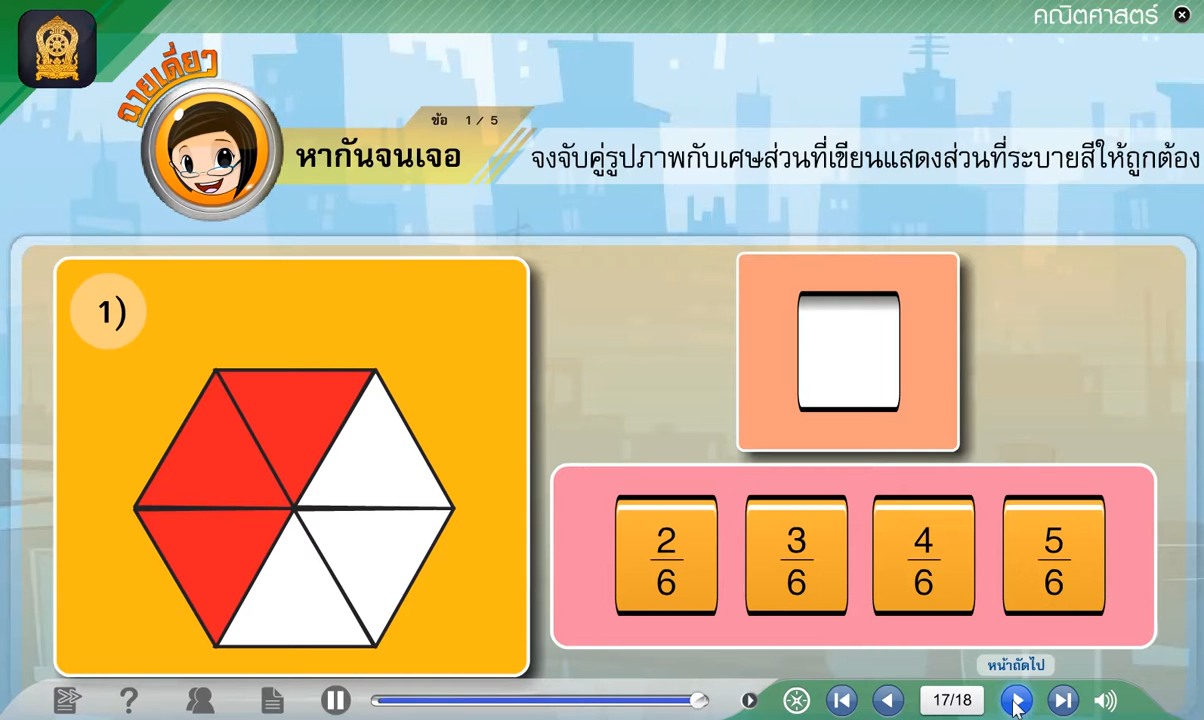 คณิตศาสตร์
ฉายเดี่ยว
ข้อ 1 / 5
หากันจนเจอ
จงจับคู่รูปภาพกับเศษส่วนที่เขียนแสดงส่วนที่ระบายสีให้ถูกต้อง
1)
2/6 3/6 4/6 5/6
หน้าถัดไป
?
17/18